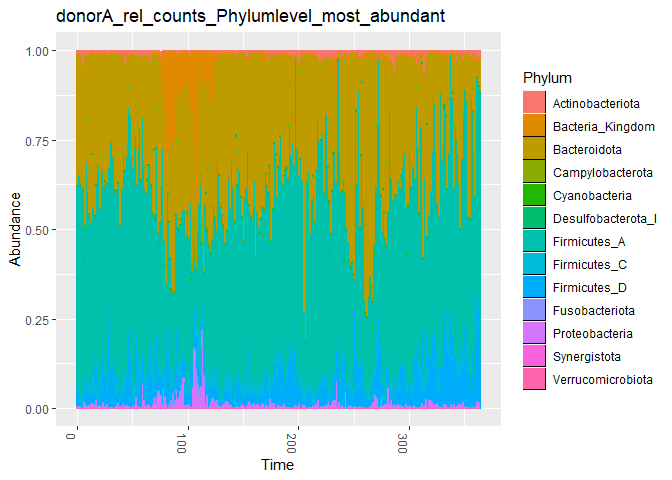 donorA_rel_counts_Phylumlevel_most_abundant
1.00
0.75
0.50
0.25
0.00
Abundance
0
100
200
300
Time
Phylum
Actinobacteriota
Bacteria_Kingdom
Bacteroidota
Campylobacterota
Cyanobacteria
Desulfobacterota_I
Firmicutes_A
Firmicutes_C
Firmicutes_D
Fusobacteriota
Proteobacteria
Synergistota
Verrucomicrobiota